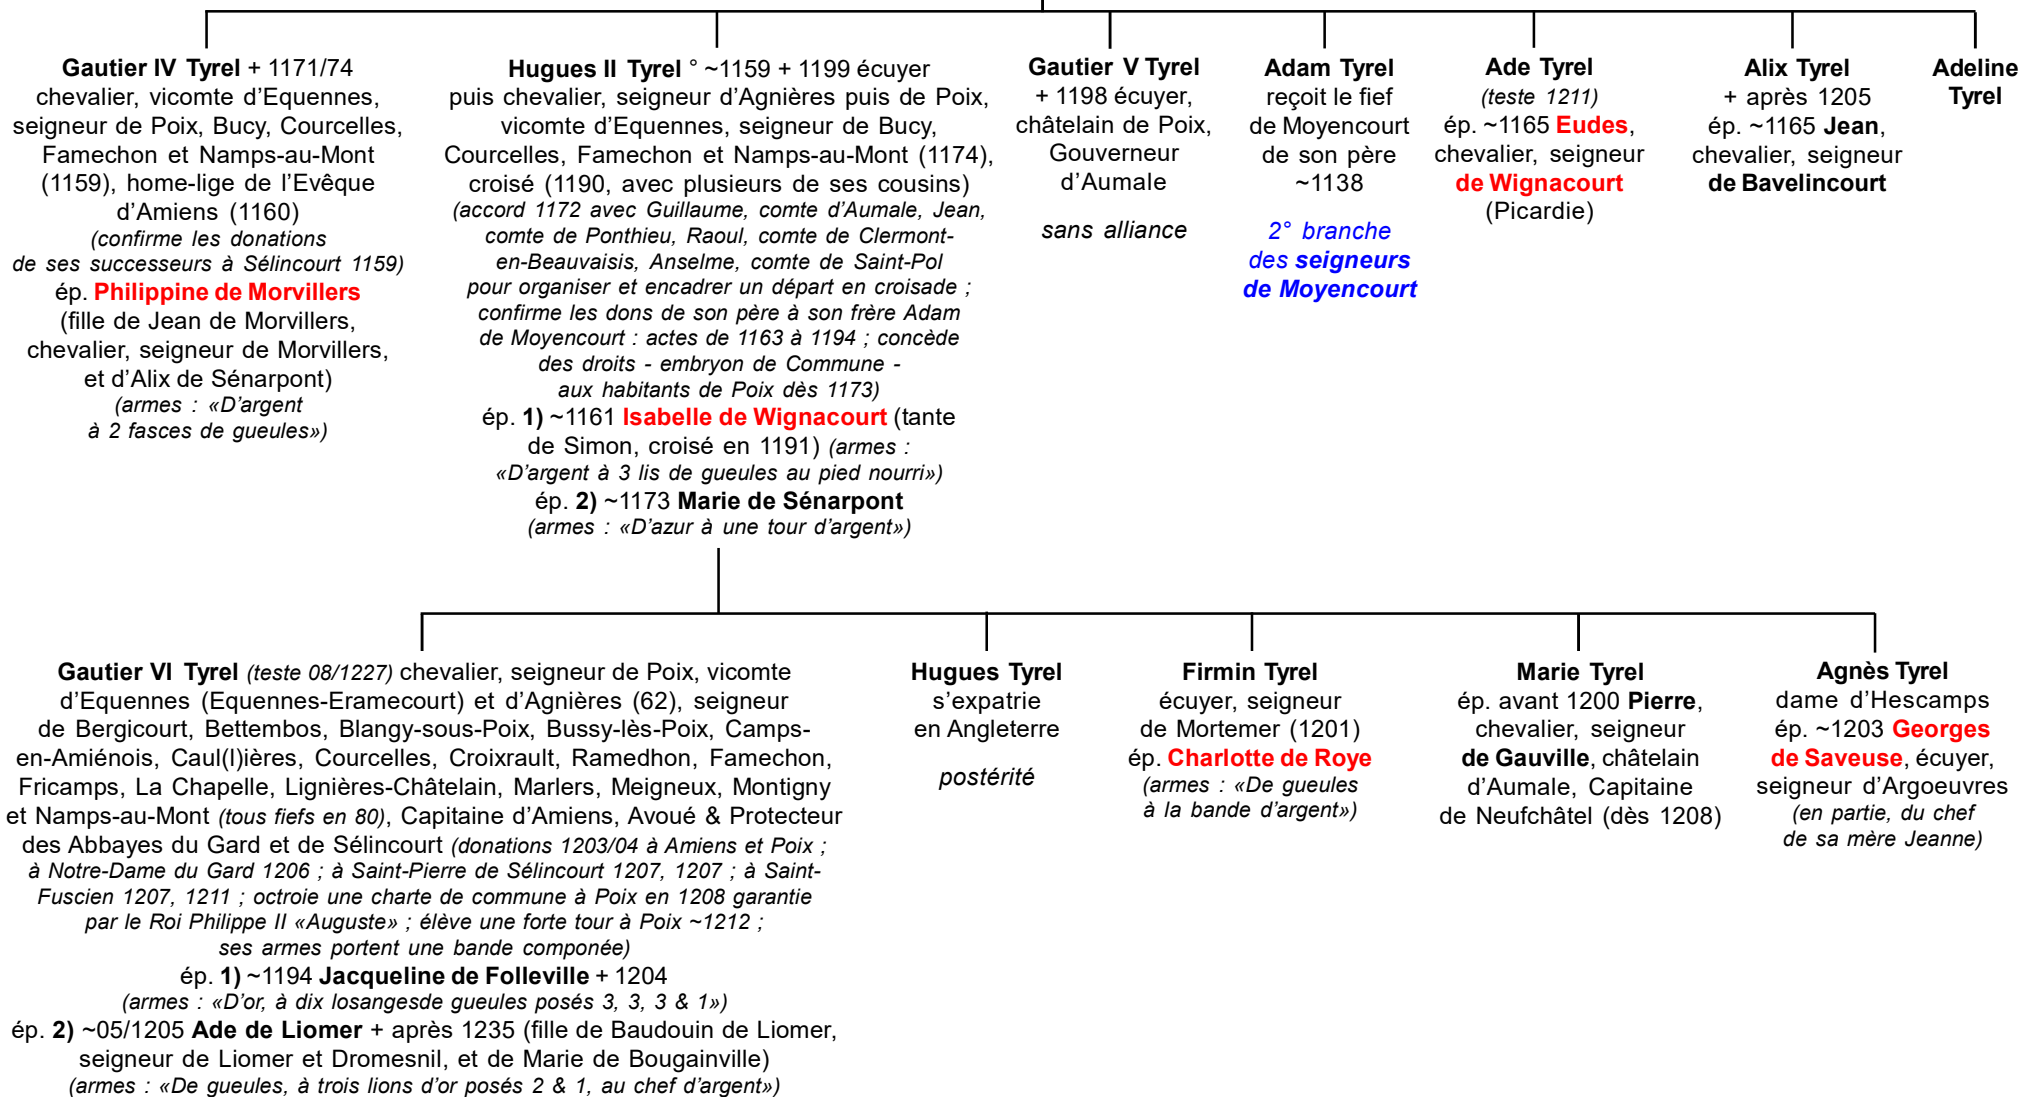 Gautier IV Tyrel + 1171/74
chevalier, vicomte d'Equennes,
seigneur de Poix, Bucy, Courcelles,
Famechon et Namps-au-Mont
(1159), home-lige de l'Evêque
d'Amiens (1160)
(confirme les donations
de ses successeurs à Sélincourt 1159)
ép. Philippine de Morvillers
(fille de Jean de Morvillers,
chevalier, seigneur de Morvillers,
et d'Alix de Sénarpont)
(armes : «D'argent
à 2 fasces de gueules»)
Hugues II Tyrel ° ~1159 + 1199 écuyer
puis chevalier, seigneur d'Agnières puis de Poix,
vicomte d'Equennes, seigneur de Bucy,
Courcelles, Famechon et Namps-au-Mont (1174),
croisé (1190, avec plusieurs de ses cousins)
(accord 1172 avec Guillaume, comte d'Aumale, Jean,
comte de Ponthieu, Raoul, comte de Clermont-
en-Beauvaisis, Anselme, comte de Saint-Pol
pour organiser et encadrer un départ en croisade ;
confirme les dons de son père à son frère Adam
de Moyencourt : actes de 1163 à 1194 ; concède
des droits - embryon de Commune -
aux habitants de Poix dès 1173)
ép. 1) ~1161 Isabelle de Wignacourt (tante
de Simon, croisé en 1191) (armes :
«D'argent à 3 lis de gueules au pied nourri»)
ép. 2) ~1173 Marie de Sénarpont
(armes : «D'azur à une tour d'argent»)
Gautier V Tyrel
+ 1198 écuyer,
châtelain de Poix,
Gouverneur
d'Aumale
sans alliance
Adam Tyrel
reçoit le fief
de Moyencourt
de son père
~1138
2° branche
des seigneurs
de Moyencourt
Ade Tyrel
(teste 1211)
ép. ~1165 Eudes,
chevalier, seigneur
de Wignacourt
(Picardie)
Alix Tyrel
+ après 1205
ép. ~1165 Jean,
chevalier, seigneur
de Bavelincourt
Adeline
Tyrel
Gautier VI Tyrel (teste 08/1227) chevalier, seigneur de Poix, vicomte
d'Equennes (Equennes-Eramecourt) et d'Agnières (62), seigneur
de Bergicourt, Bettembos, Blangy-sous-Poix, Bussy-lès-Poix, Camps-
en-Amiénois, Caul(l)ières, Courcelles, Croixrault, Ramedhon, Famechon,
Fricamps, La Chapelle, Lignières-Châtelain, Marlers, Meigneux, Montigny
et Namps-au-Mont (tous fiefs en 80), Capitaine d'Amiens, Avoué & Protecteur
des Abbayes du Gard et de Sélincourt (donations 1203/04 à Amiens et Poix ;
à Notre-Dame du Gard 1206 ; à Saint-Pierre de Sélincourt 1207, 1207 ; à Saint-
Fuscien 1207, 1211 ; octroie une charte de commune à Poix en 1208 garantie
par le Roi Philippe II «Auguste» ; élève une forte tour à Poix ~1212 ;
ses armes portent une bande componée)
ép. 1) ~1194 Jacqueline de Folleville + 1204
(armes : «D'or, à dix losangesde gueules posés 3, 3, 3 & 1»)
ép. 2) ~05/1205 Ade de Liomer + après 1235 (fille de Baudouin de Liomer,
seigneur de Liomer et Dromesnil, et de Marie de Bougainville)
(armes : «De gueules, à trois lions d'or posés 2 & 1, au chef d'argent»)
Hugues Tyrel
s'expatrie
en Angleterre
postérité
Firmin Tyrel
écuyer, seigneur
de Mortemer (1201)
ép. Charlotte de Roye
(armes : «De gueules
à la bande d'argent»)
Marie Tyrel
ép. avant 1200 Pierre,
chevalier, seigneur
de Gauville, châtelain
d'Aumale, Capitaine
de Neufchâtel (dès 1208)
Agnès Tyrel
dame d'Hescamps
ép. ~1203 Georges
de Saveuse, écuyer,
seigneur d'Argoeuvres
(en partie, du chef
de sa mère Jeanne)